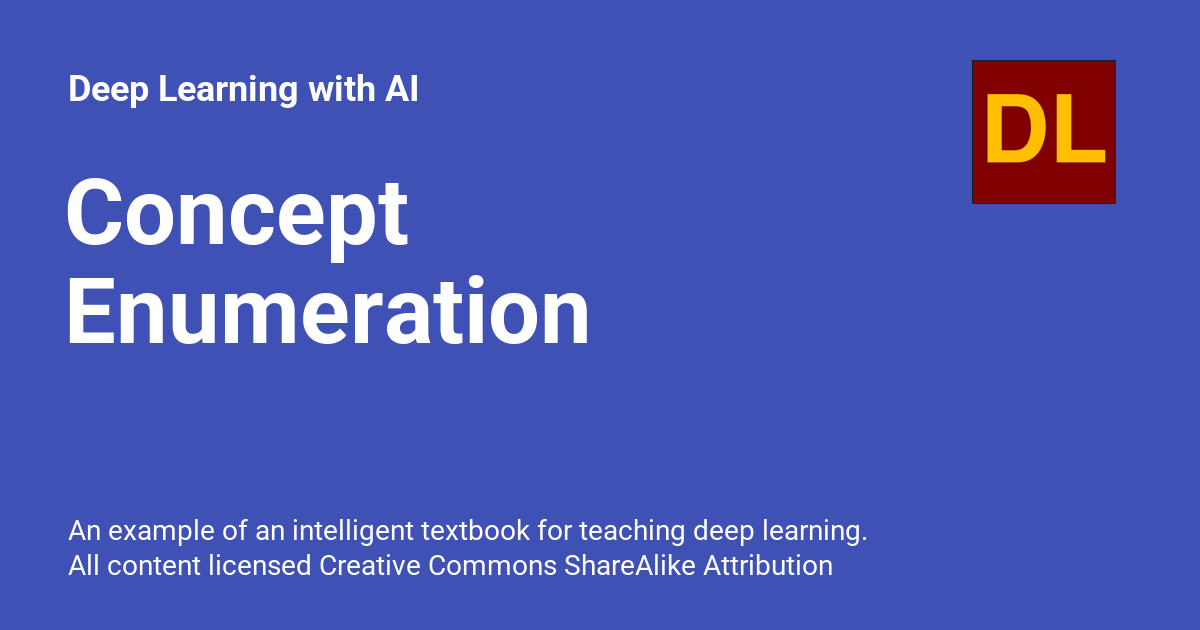 Deep Learning with AI
DL
Concept
Enumeration
An example of an intelligent textbook for teaching deep learning.
All content licensed Creative Commons ShareAlike Attribution